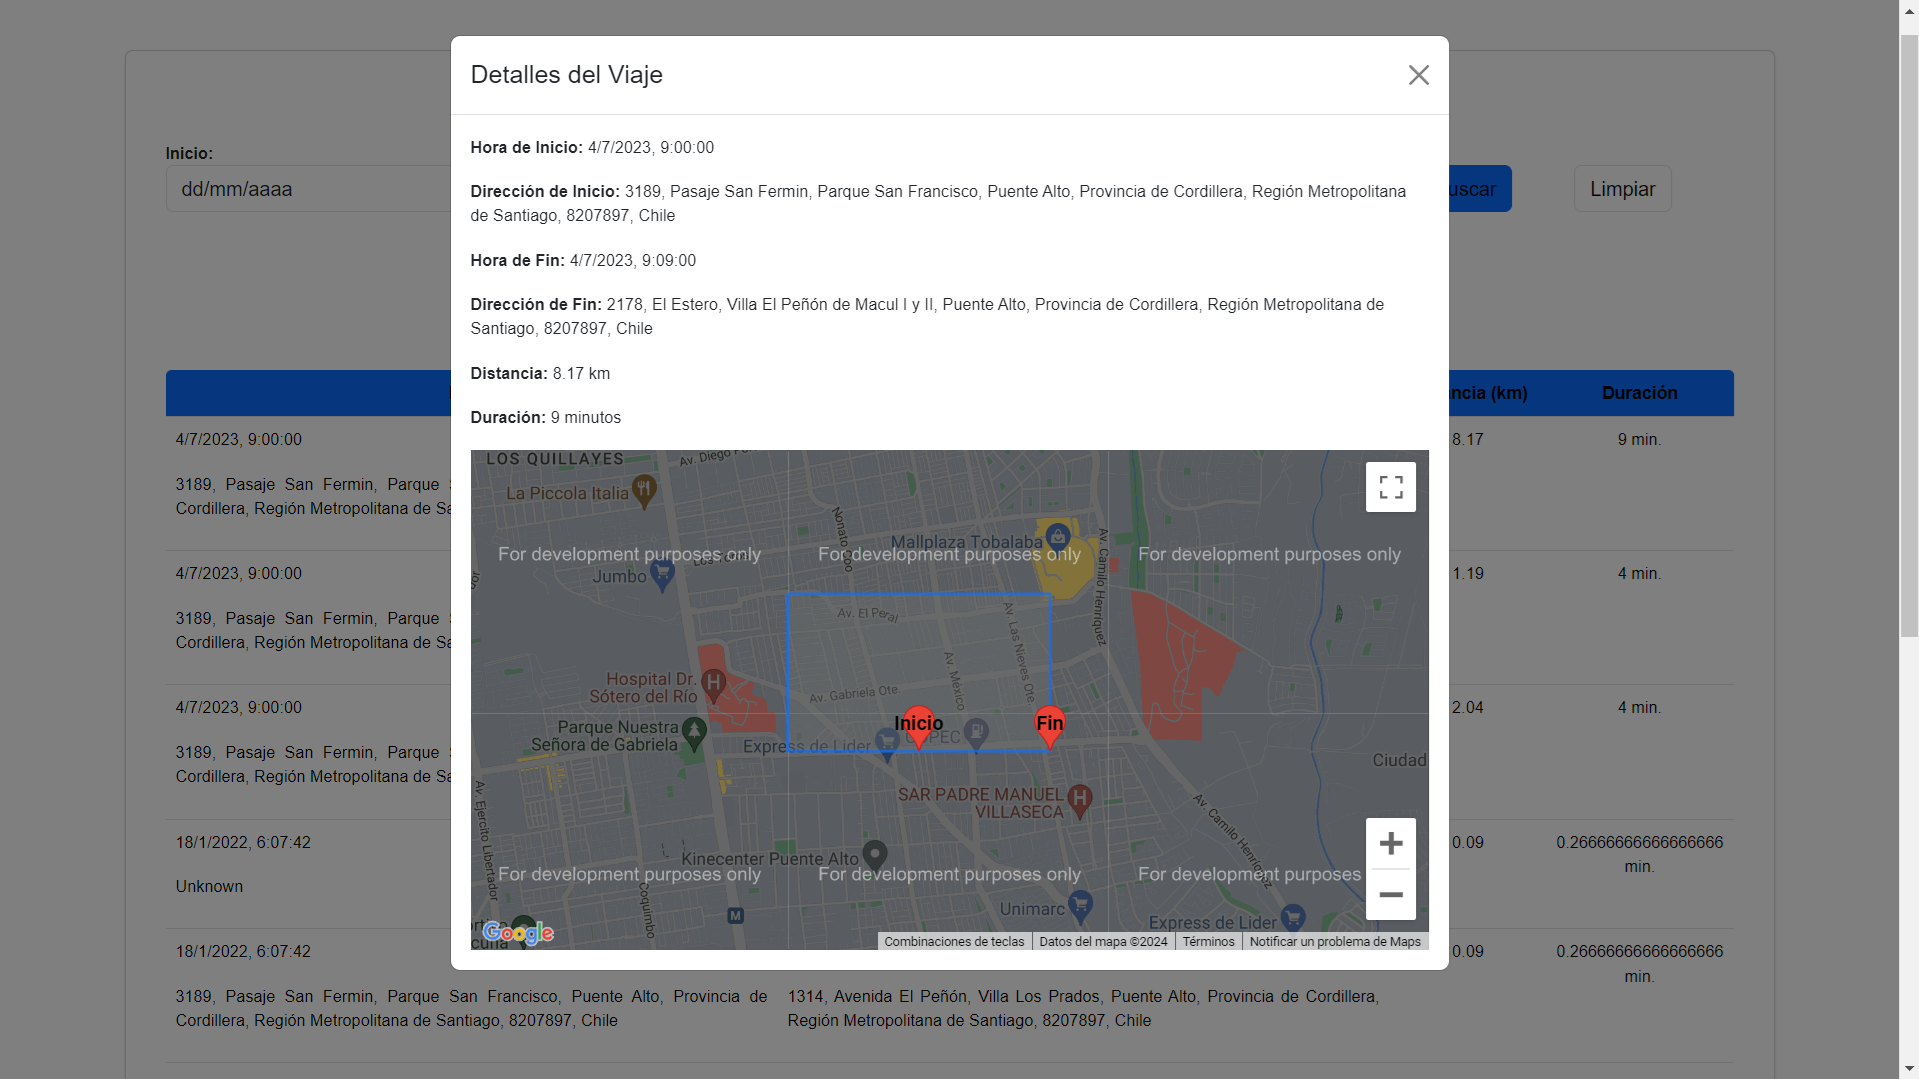 Detalles del Viaje
Hora de Inicio: 4/7/2023, 9:00:00
Dirección de Inicio: 3189, Pasaje San Fermin, Parque San Francisco, Puente Alto, Provincia de Cordillera, Región Metropolitana
de Santiago, 8207897, Chile
Hora de Fin: 4/7/2023, 9:09:00
Dirección de Fin: 2178, El Estero, Villa El Peñón de Macul I y II, Puente Alto, Provincia de Cordillera, Región Metropolitana de
Santiago, 8207897, Chile
Distancia: 8.17 km
Duración: 9 minutos
LOS QUILLAYES
Av. Diego
La Piccola Italia
Nonato Coo
Mallplaza Tobalaba
Av. Camilo Henríquez
For development purposes only
For development purposes only
For development purposes only
Jumbo
Av. El Peral
Av. Las Nieves Ote.
Hospital Dr.
Sótero del Río
Av. México
Av. Gabriela Ote.
Inicio
Fin
Parque Nuestra
Señora de Gabriela
Express de Lider
COPEC
Ciudad
SAR PADRE MANUEL
VILLASECA
Av. Ejercito Libertador
Av. Camilo Henríquez
Kinecenter Puente Alto
For development purposes only
For development purposes only
For development purposes
Coquimbo
M
Unimarc
Express de Lider
Google
Combinaciones de teclas
Datos del mapa ©2024
Términos
Notificar un problema de Maps
Inicio:
dd/mm/aaaa
uscar
Limpiar
ncia (km)
Duración
4/7/2023, 9:00:00
3189, Pasaje San Fermin, Parque
Cordillera, Región Metropolitana de Sa
8.17
9 min.
4/7/2023, 9:00:00
3189, Pasaje San Fermin, Parque
Cordillera, Región Metropolitana de Sa
1.19
4 min.
4/7/2023, 9:00:00
3189, Pasaje San Fermin, Parque
Cordillera, Región Metropolitana de Sa
2.04
4 min.
18/1/2022, 6:07:42
Unknown
0.09
0.26666666666666666
min.
18/1/2022, 6:07:42
3189, Pasaje San Fermin, Parque San Francisco, Puente Alto, Provincia de
Cordillera, Región Metropolitana de Santiago, 8207897, Chile
1314, Avenida El Peñón, Villa Los Prados, Puente Alto, Provincia de Cordillera,
Región Metropolitana de Santiago, 8207897, Chile
0.09
0.26666666666666666
min.